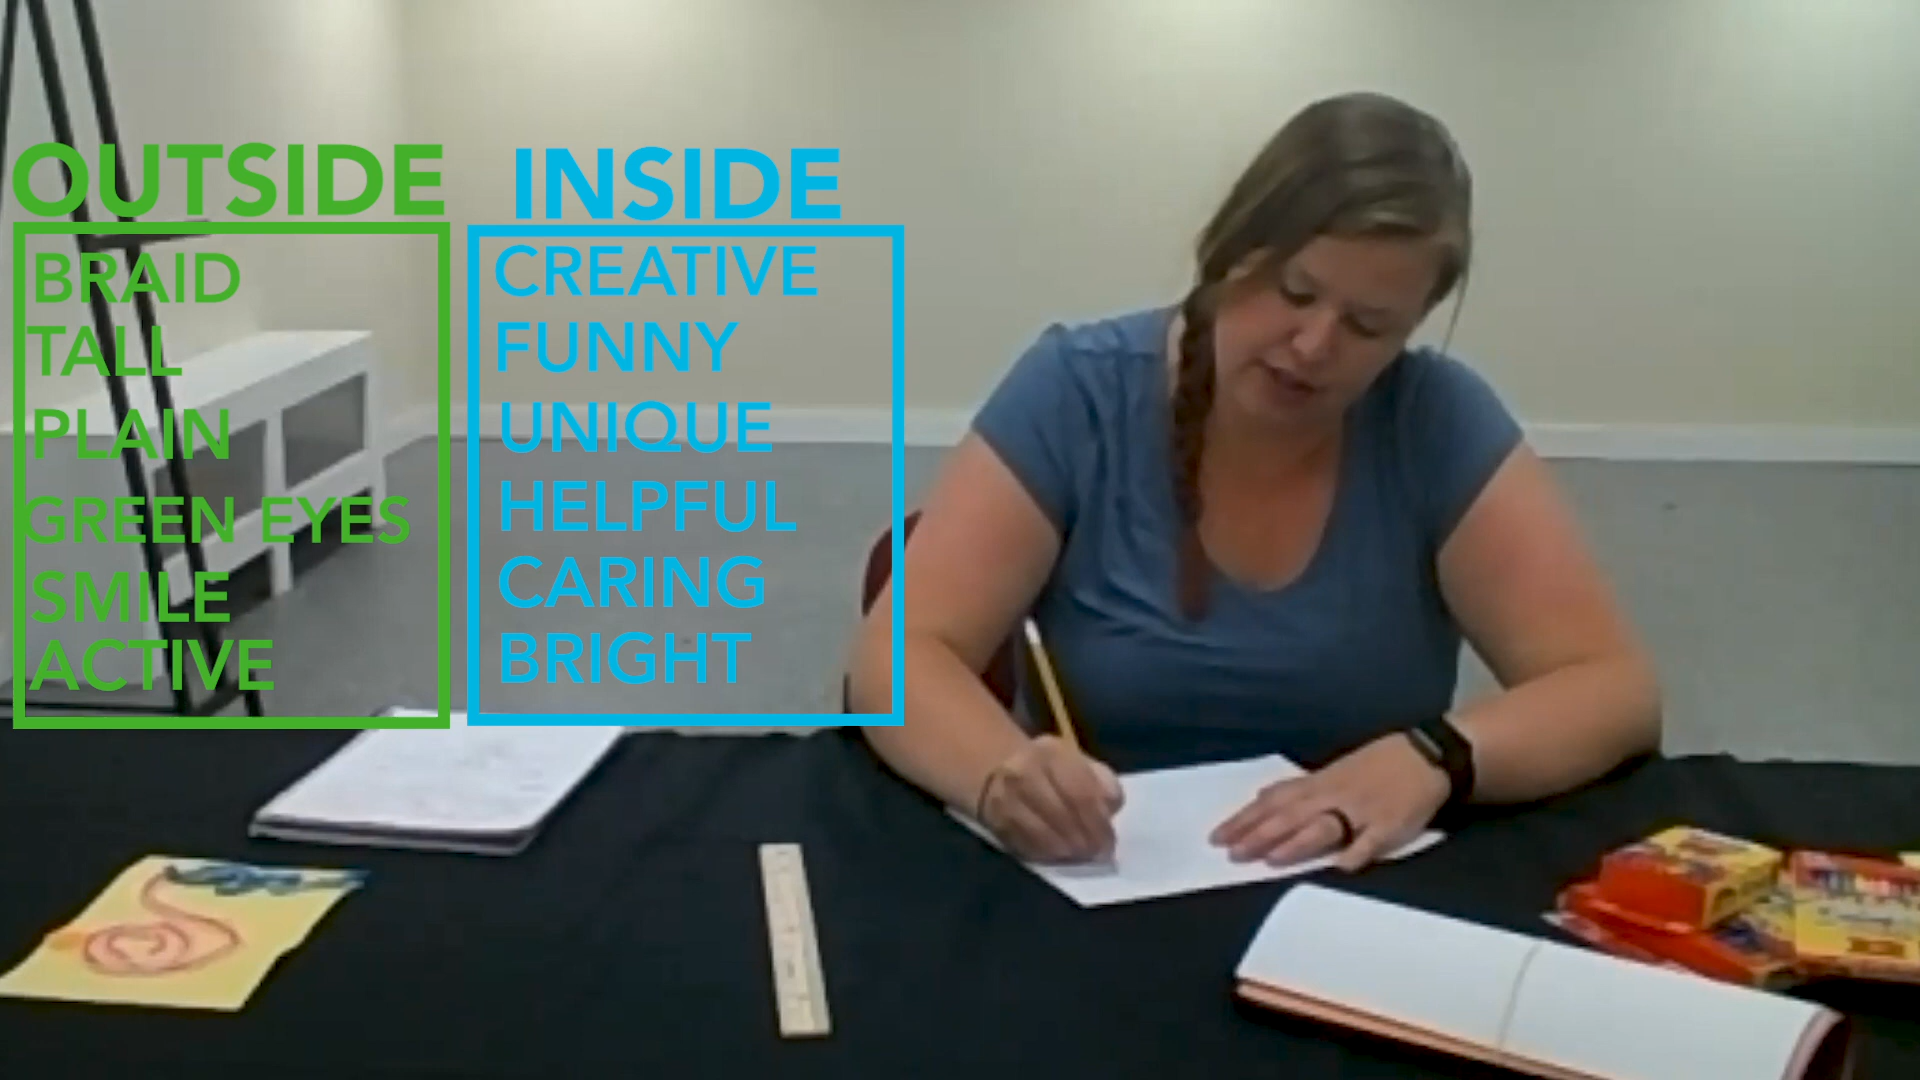 OUTSIDE
BRAID
TALL
PLAIN
GREEN EYES
SMILE
ACTIVE
INSIDE
CREATIVE
FUNNY
UNIQUE
HELPFUL
CARING
BRIGHT